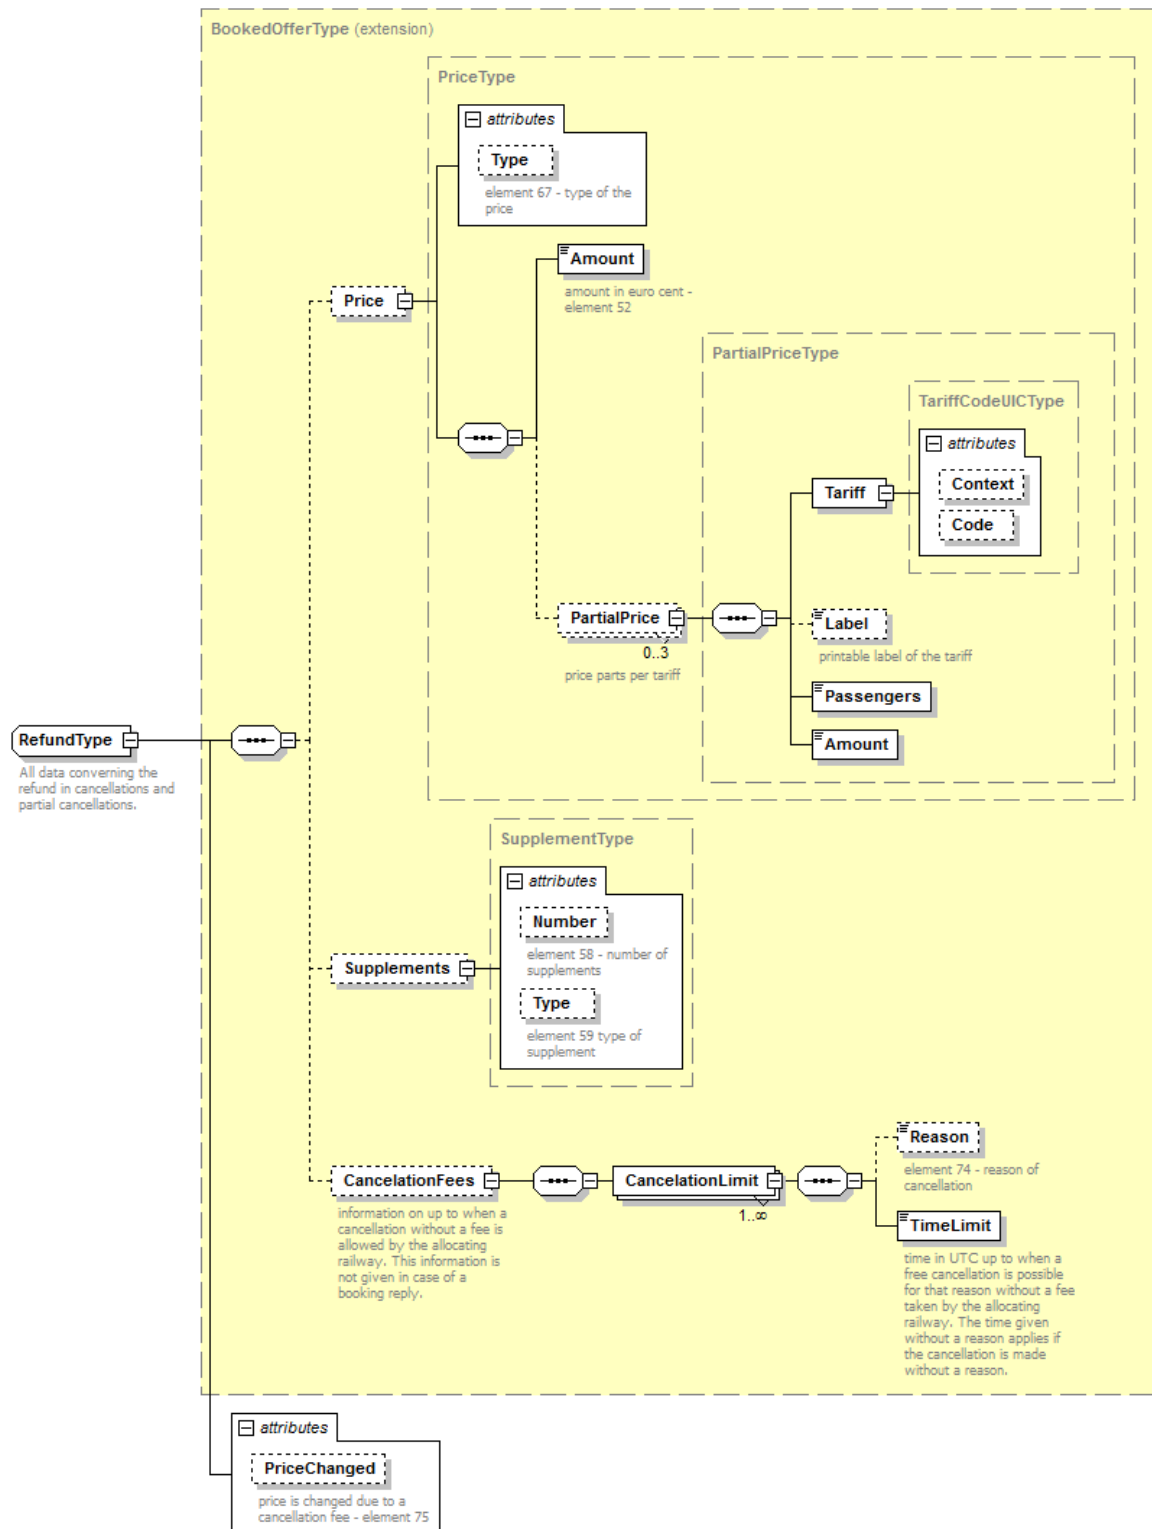 BookedOfferType (extension)
PriceType
attributes
Type
element 67 - type of the
price
Amount
amount in euro cent -
element 52
Price
PartialPriceType
TariffCodeUICType
attributes
Context
Code
Tariff
PartialPrice
0..3
price parts per tariff
Label
printable label of the tariff
Passengers
Amount
RefundType
All data converning the
refund in cancellations and
partial cancellations.
SupplementType
attributes
Number
element 58 - number of
supplements
Type
element 59 type of
supplement
Supplements
CancelationFees
information on up to when a
cancellation without a fee is
allowed by the allocating
railway. This information is
not given in case of a
booking reply.
CancelationLimit
1..∞
Reason
element 74 - reason of
cancellation
TimeLimit
time in UTC up to when a
free cancellation is possible
for that reason without a fee
taken by the allocating
railway. The time given
without a reason applies if
the cancellation is made
without a reason.
attributes
PriceChanged
price is changed due to a
cancellation fee - element 75